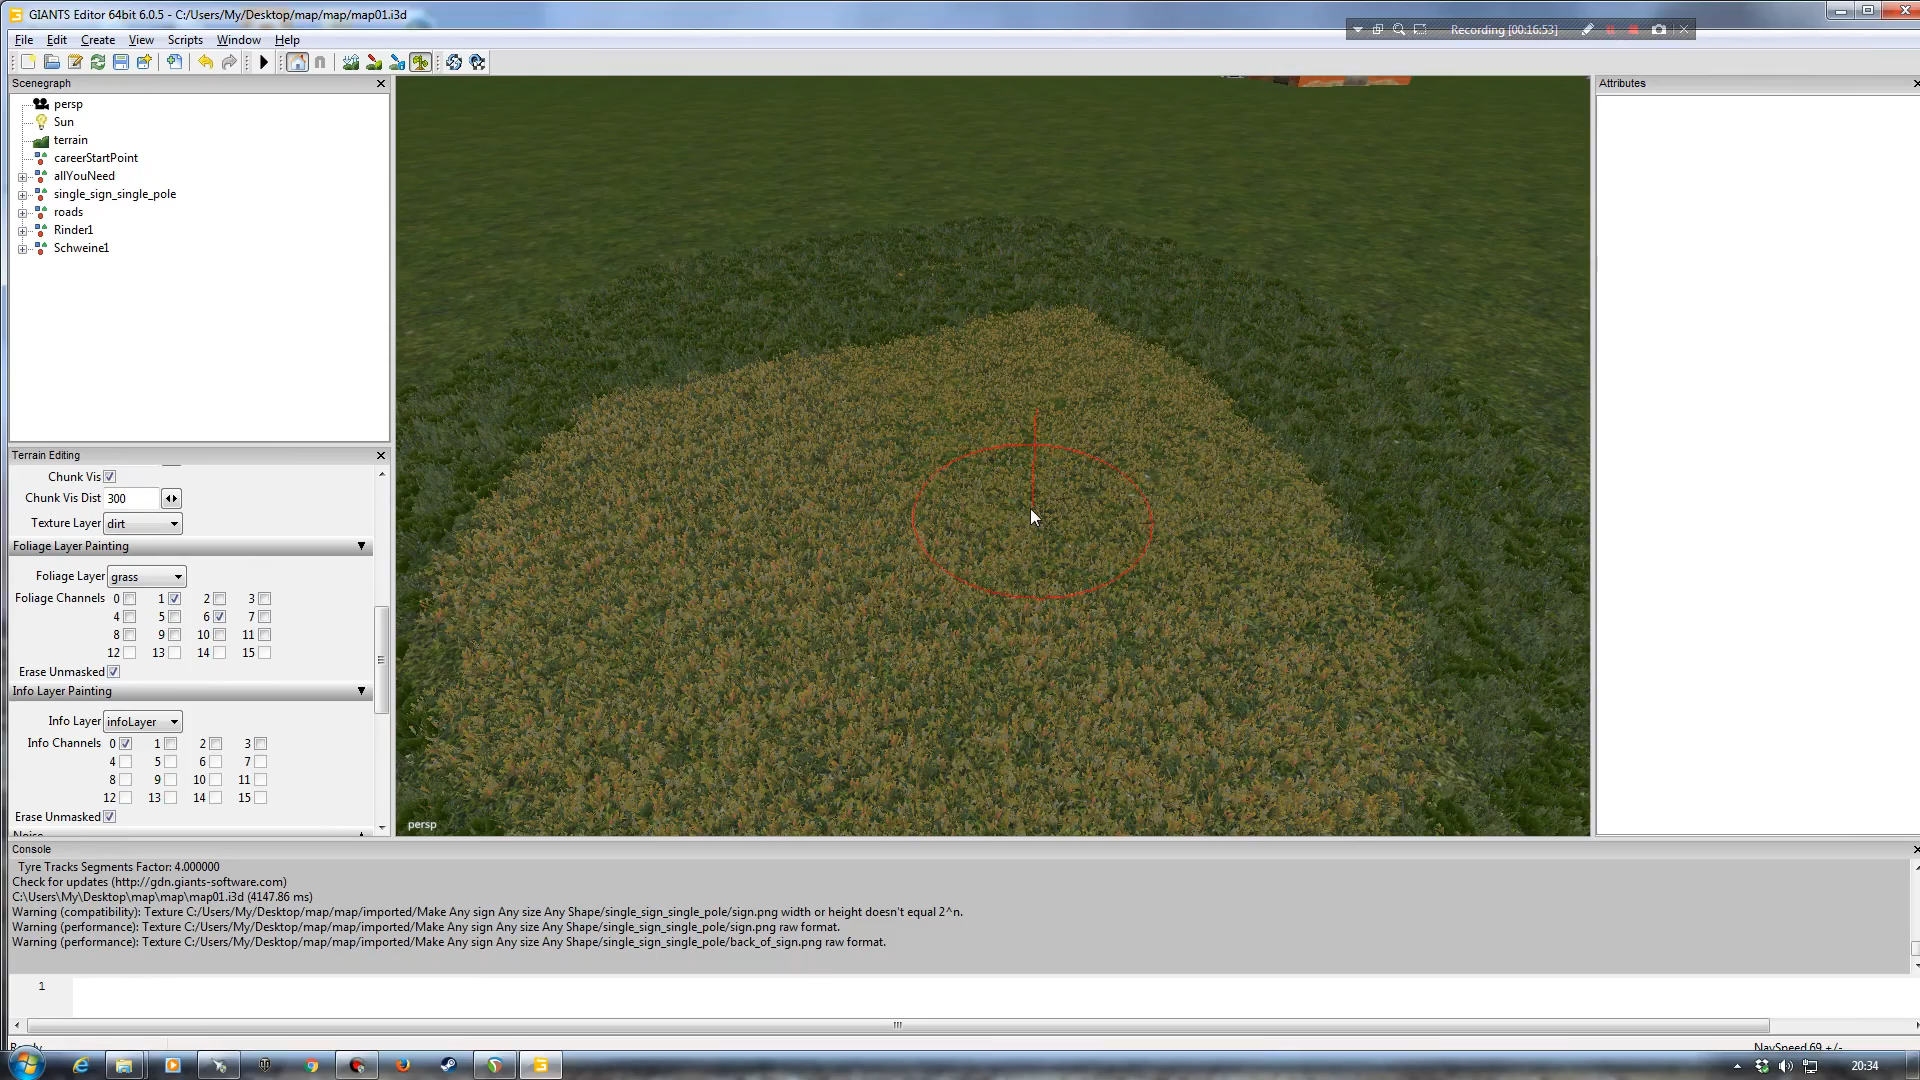 GIANTS Editor 64bit 6.0.5 - C:/Users/My/Desktop/map/map/map01.i3d
Recording [00:16:53]
File Edit Create View Scripts Window Help
Scenegraph
Attributes
persp
Sun
terrain
careerStartPoint
allYouNeed
single_sign_single_pole
roads
Rinder1
Schweine1
Terrain Editing
Chunk Vis
Chunk Vis Dist 300
Texture Layer dirt
Foliage Layer Painting
Foliage Layer grass
Foliage Channels 0 1 2 3
4 5 6 7
8 9 10 11
12 13 14 15
Erase Unmasked
Info Layer Painting
Info Layer infoLayer
Info Channels 0 1 2 3
4 5 6 7
8 9 10 11
12 13 14 15
Erase Unmasked
Noise
persp
Console
Tyre Tracks Segments Factor: 4.000000
Check for updates (http://gdn.giants-software.com)
C:\Users\My\Desktop\map\map\map01.i3d (4147.86 ms)
Warning (compatibility): Texture C:/Users/My/Desktop/map/map/imported/Make Any sign Any size Any Shape/single_sign_single_pole/sign.png width or height doesn't equal 2^n.
Warning (performance): Texture C:/Users/My/Desktop/map/map/imported/Make Any sign Any size Any Shape/single_sign_single_pole/sign.png raw format.
Warning (performance): Texture C:/Users/My/Desktop/map/map/imported/Make Any sign Any size Any Shape/single_sign_single_pole/back_of_sign.png raw format.
1
Ready
NavSpeed 69 +/-
20:34